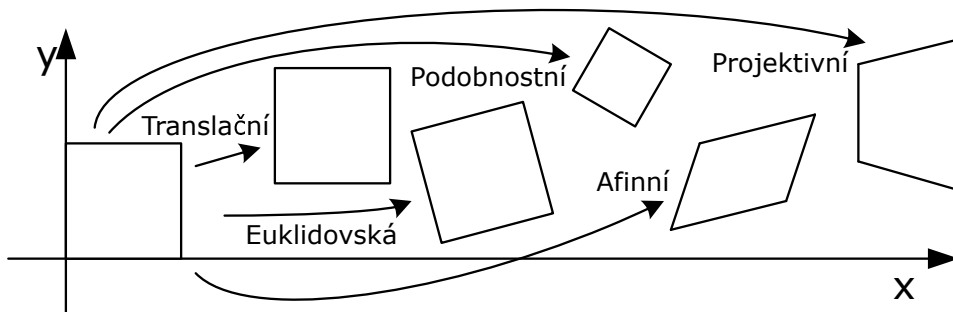 y
Podobnostní
Projektivní
Translační
Afinní
Euklidovská
x